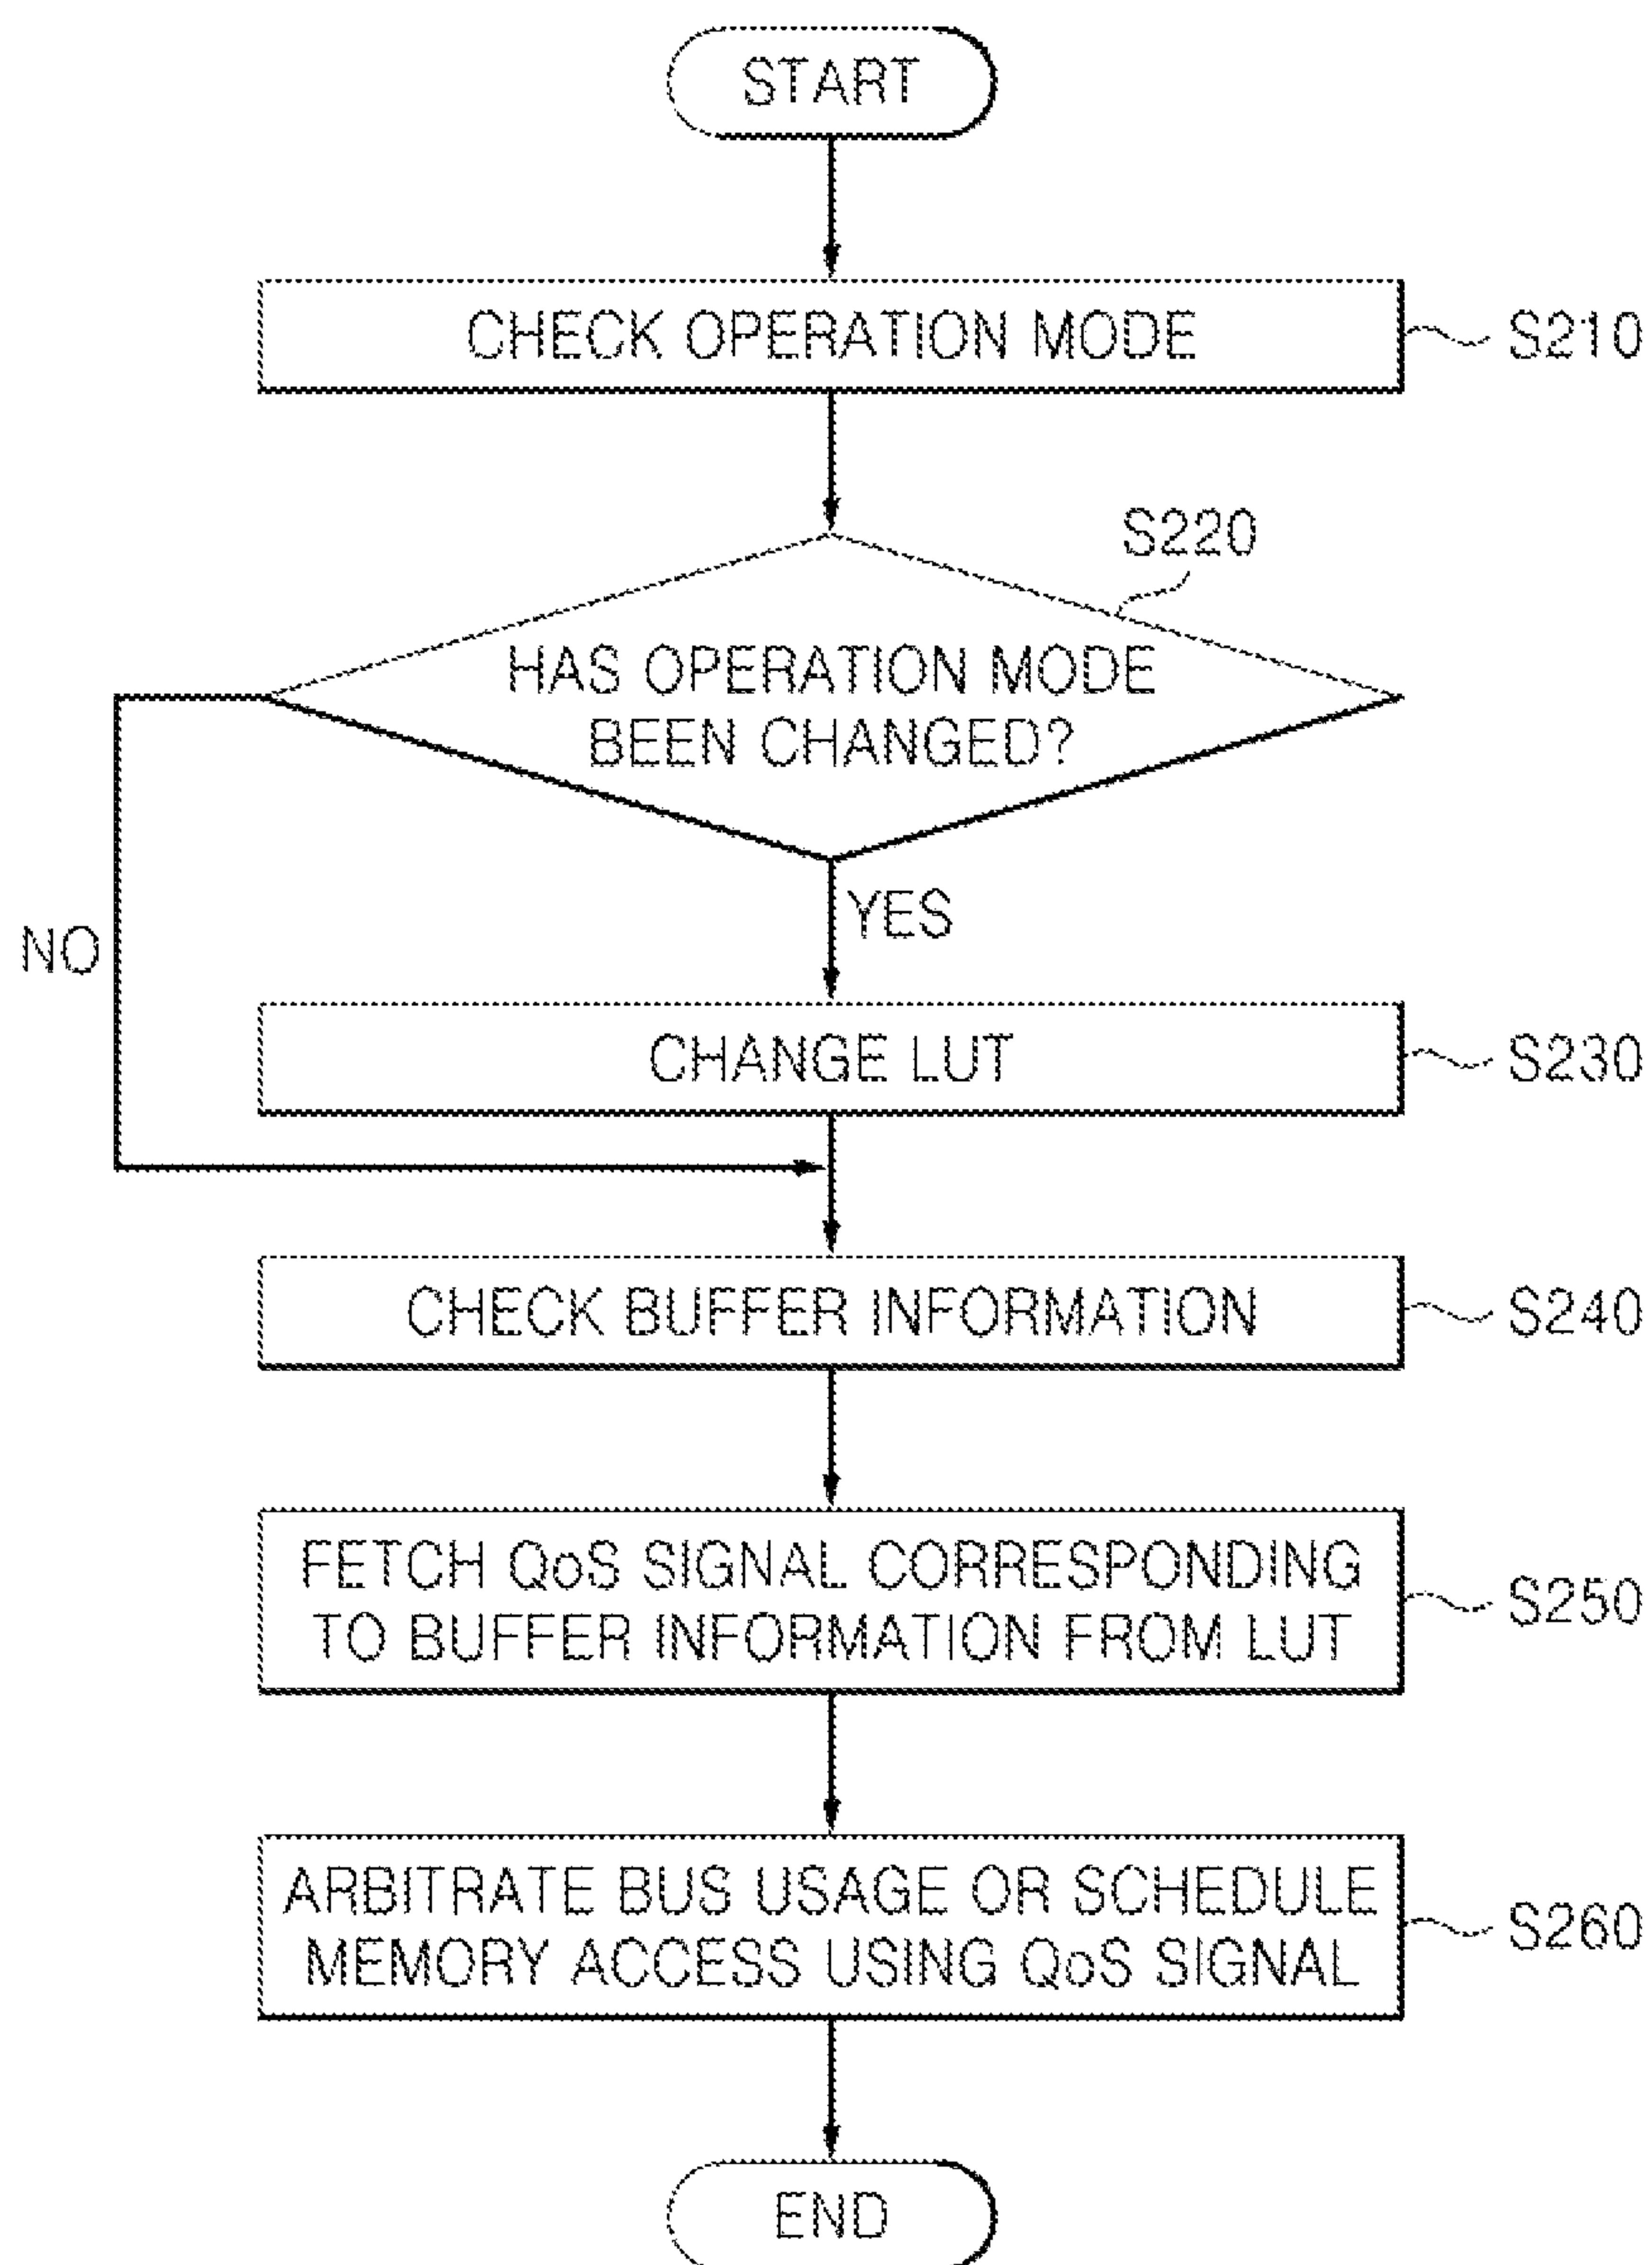 START
CHECK OPERATION MODE
S210
S220
HAS OPERATION MODE
BEEN CHANGED?
YES
NO
CHANGE LUT
S230
CHECK BUFFER INFORMATION
S240
FETCH QoS SIGNAL CORRESPONDING
TO BUFFER INFORMATION FROM LUT
S250
ARBITRATE BUS USAGE OR SCHEDULE
MEMORY ACCESS USING QoS SIGNAL
S260
END